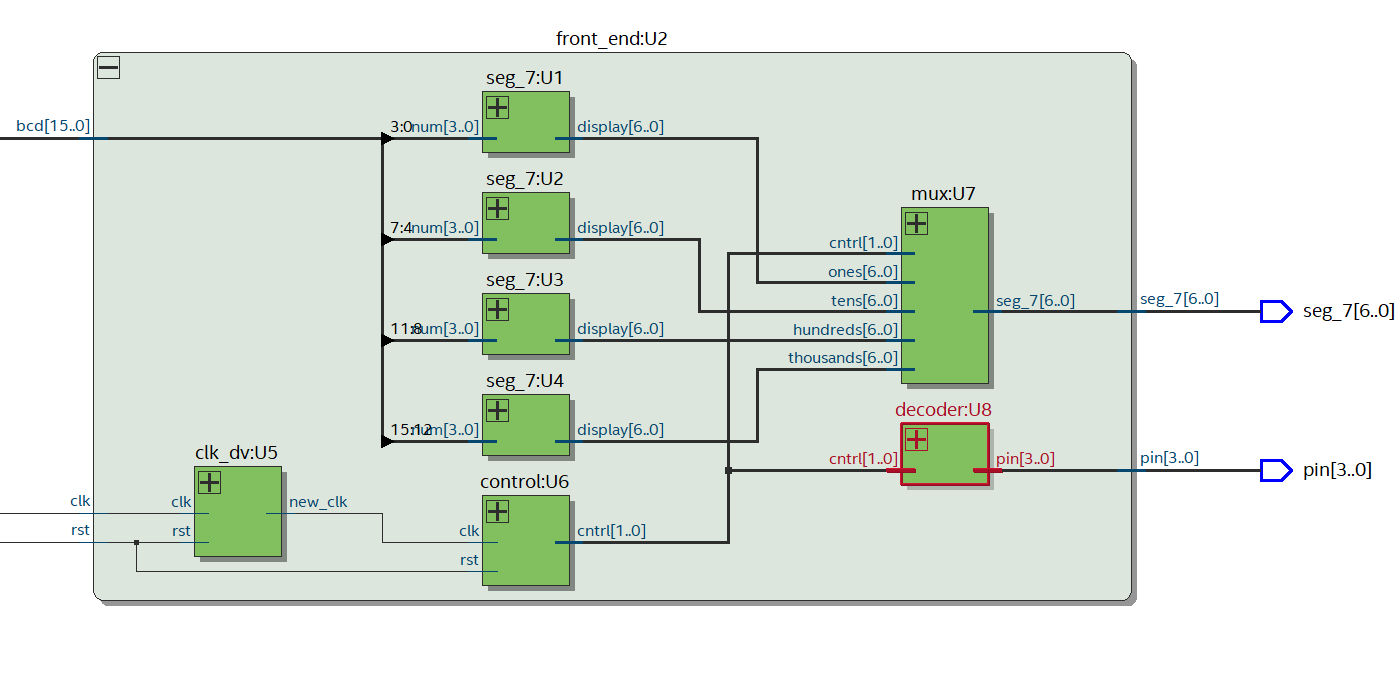 front_end:U2
seg_7:U1
bcd[15..0]
3:0
num[3..0]
display[6..0]
seg_7:U2
7:4
num[3..0]
display[6..0]
mux:U7
cntrl[1..0]
ones[6..0]
tens[6..0]
hundreds[6..0]
thousands[6..0]
seg_7[6..0]
seg_7[6..0]
seg_7[6..0]
seg_7:U3
11:8
num[3..0]
display[6..0]
seg_7:U4
15:12
num[3..0]
display[6..0]
decoder:U8
cntrl[1..0]
pin[3..0]
pin[3..0]
pin[3..0]
clk_dv:U5
clk
clk
new_clk
rst
rst
control:U6
clk
cntrl[1..0]
rst